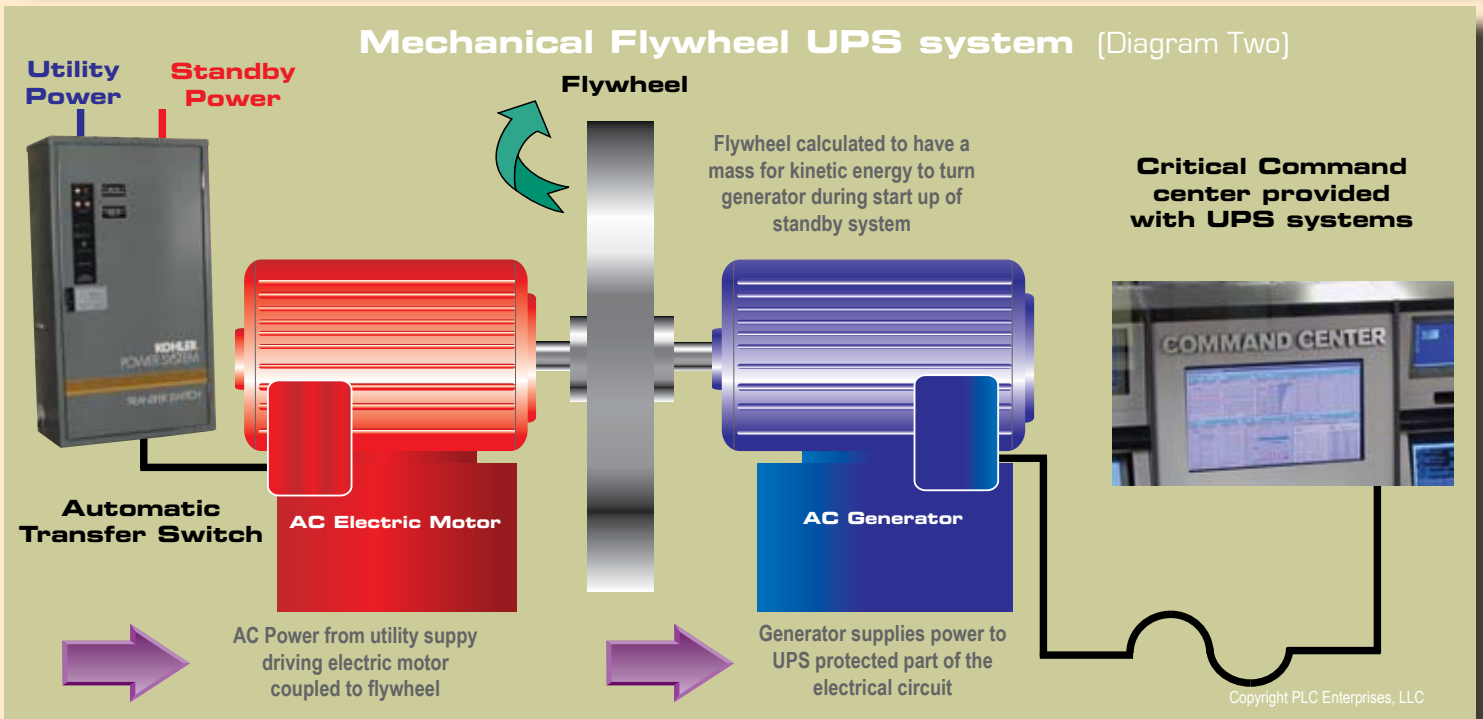 Mechanical Flywheel UPS system (Diagram Two)
Utility
Power
Standby
Power
Flywheel
Flywheel calculated to have a
mass for kinetic energy to turn
generator during start up of
standby system
Critical Command
center provided
with UPS systems
KOHLER
POWER SYSTEM
TRANSFER SWITCH
COMMAND CENTER
Automatic
Transfer Switch
AC Electric Motor
AC Generator
AC Power from utility suppy
driving electric motor
coupled to flywheel
Generator supplies power to
UPS protected part of the
electrical circuit
Copyright PLC Enterprises, LLC